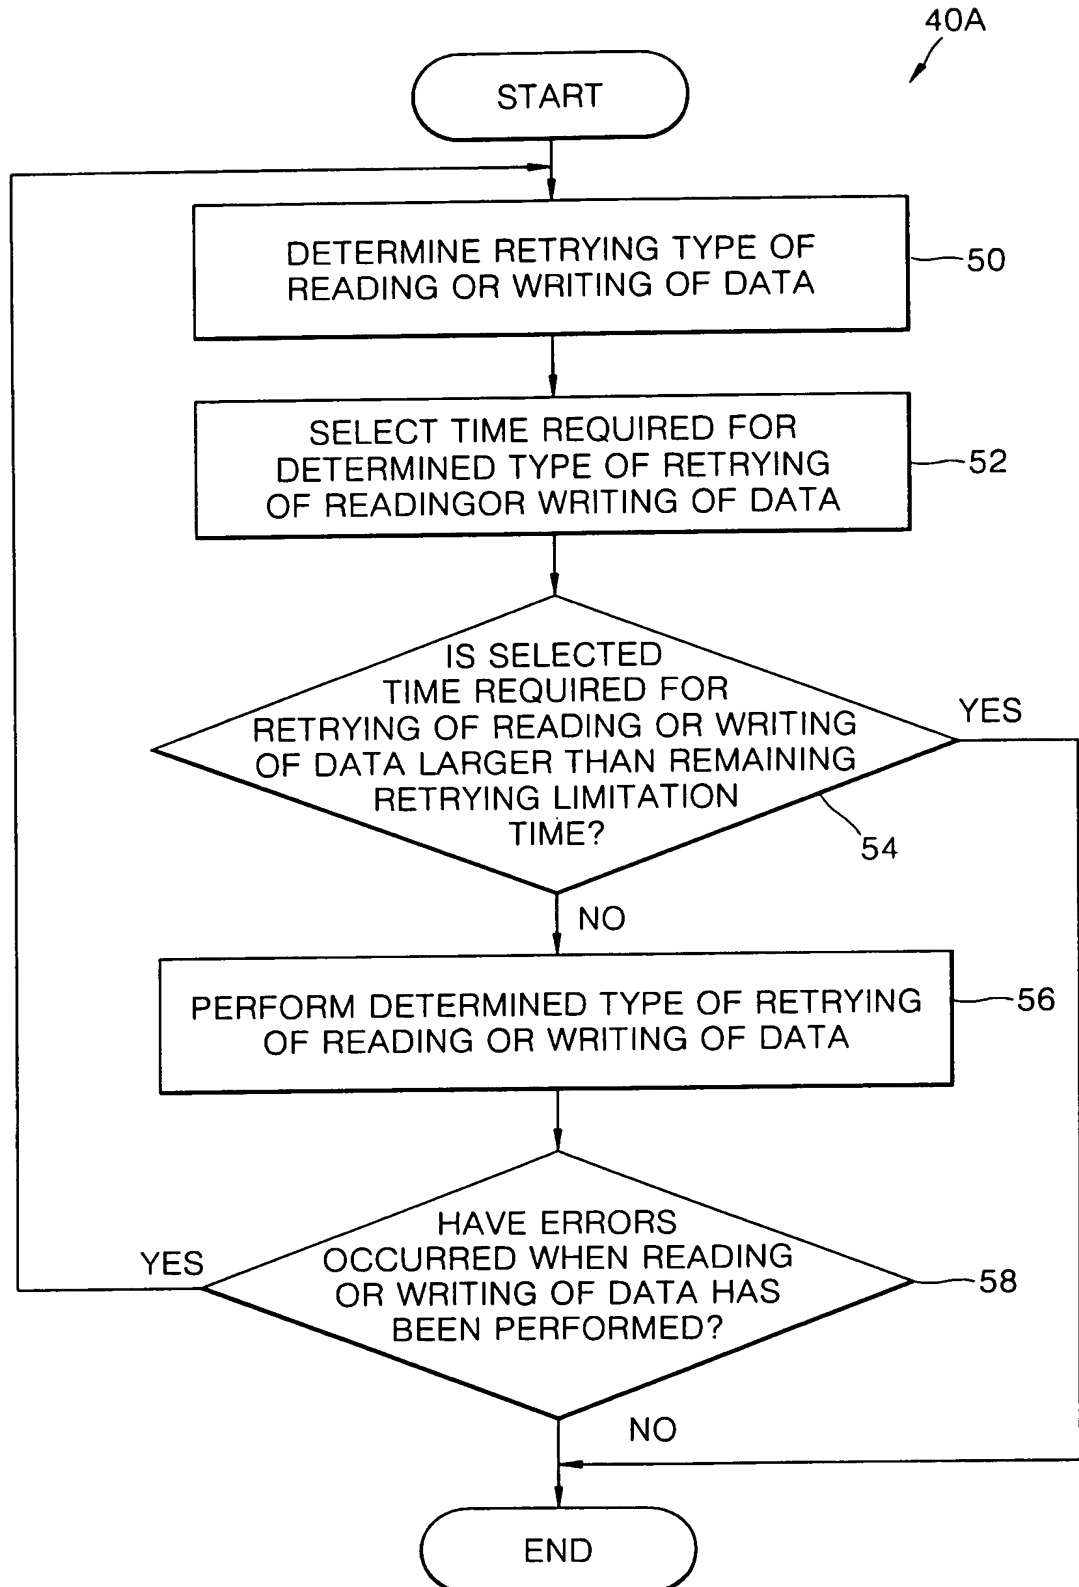 40A
START
DETERMINE RETRYING TYPE OF
READING OR WRITING OF DATA
50
SELECT TIME REQUIRED FOR
DETERMINED TYPE OF RETRYING
OF READINGOR WRITING OF DATA
52
IS SELECTED
TIME REQUIRED FOR
RETRYING OF READING OR WRITING
OF DATA LARGER THAN REMAINING
RETRYING LIMITATION
TIME?
YES
54
NO
PERFORM DETERMINED TYPE OF RETRYING
OF READING OR WRITING OF DATA
56
HAVE ERRORS
OCCURRED WHEN READING
OR WRITING OF DATA HAS
BEEN PERFORMED?
YES
58
NO
END